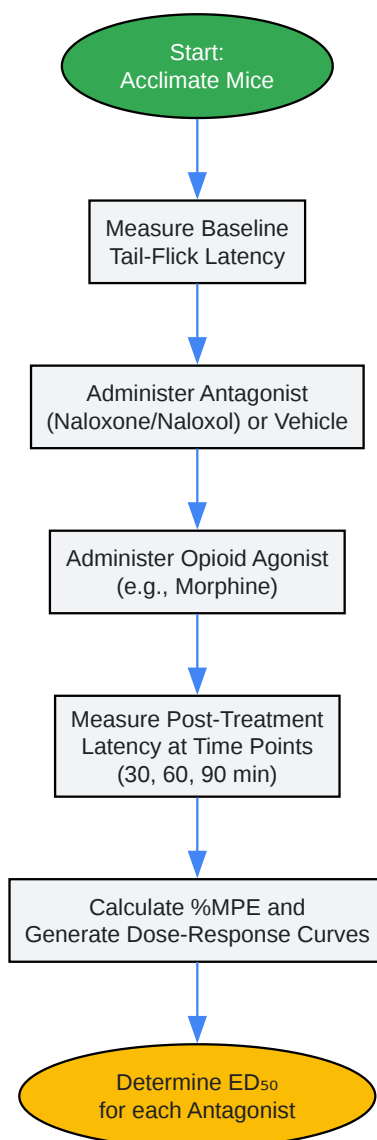 Start:
Acclimate Mice
Measure Baseline
Tail-Flick Latency
Administer Antagonist
(Naloxone/Naloxol) or Vehicle
Administer Opioid Agonist
(e.g., Morphine)
Measure Post-Treatment
Latency at Time Points
(30, 60, 90 min)
Calculate %MPE and
Generate Dose-Response Curves
Determine ED₅₀
for each Antagonist